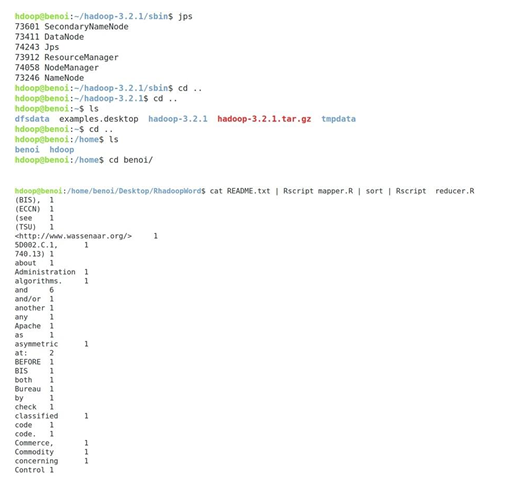 hdoop@benoi:~/hadoop-3.2.1/sbin$ jps
73601 SecondaryNameNode
73411 DataNode
74243 Jps
73912 ResourceManager
74058 NodeManager
73246 NameNode
hdoop@benoi:~/hadoop-3.2.1/sbin$ cd ..
hdoop@benoi:~/hadoop-3.2.1$ cd ..
hdoop@benoi:~$ ls
dfsdata examples.desktop hadoop-3.2.1 hadoop-3.2.1.tar.gz tmpdata
hdoop@benoi:~$ cd ..
hdoop@benoi:/home$ ls
benoi hdoop
hdoop@benoi:/home$ cd benoi/
hdoop@benoi:/home/benoi/Desktop/RhadoopWord$ cat README.txt | Rscript mapper.R | sort | Rscript reducer.R
(BIS), 1
(ECCN) 1
(see 1
(TSU) 1
<http://www.wassenaar.org/> 1
5D002.C.1, 1
740.13) 1
about 1
Administration 1
algorithms. 1
and 6
and/or 1
another 1
any 1
Apache 1
as 1
asymmetric 1
at: 2
BEFORE 1
BIS 1
both 1
Bureau 1
by 1
check 1
classified 1
code 1
code. 1
Commerce, 1
Commodity 1
concerning 1
Control 1